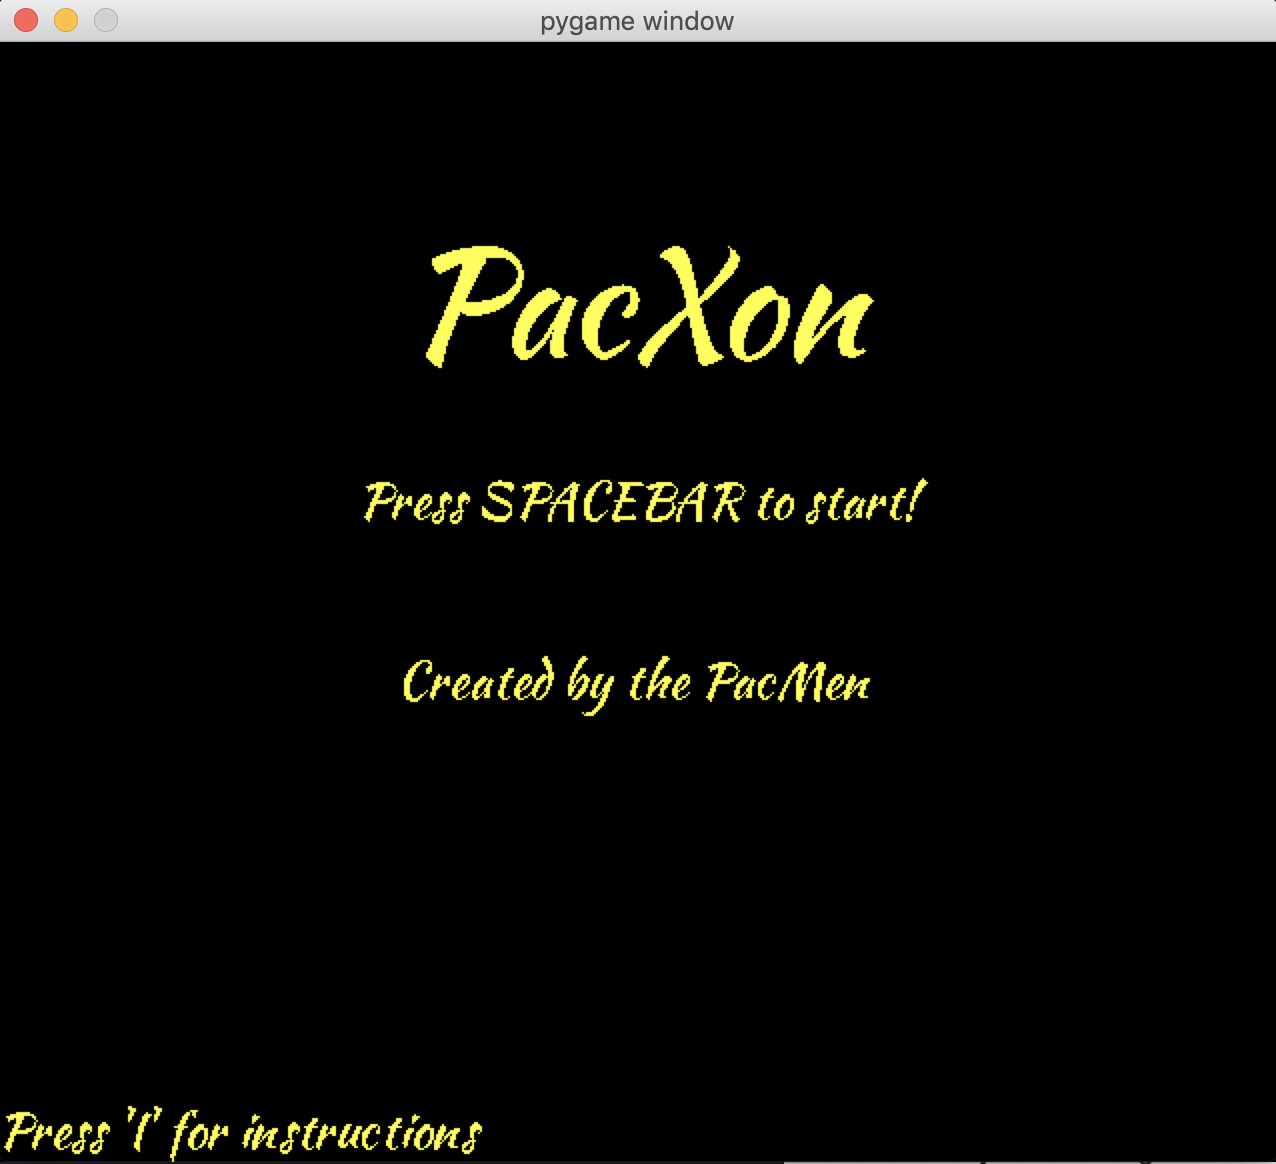 pygame window
PacXon
Press SPACEBAR to start!
Created by the PacMen
Press 'I' for instructions